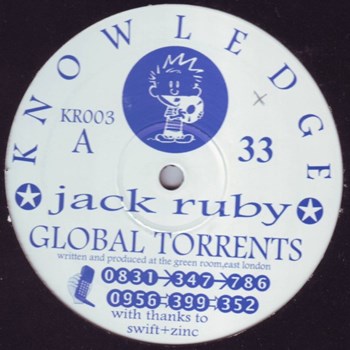 KNOWLEDGE
KR003
A
33
jack ruby
GLOBAL TORRENTS
written and produced at the green room,east london
0831 347 786
0956 399 352
with thanks to
swift+zinc